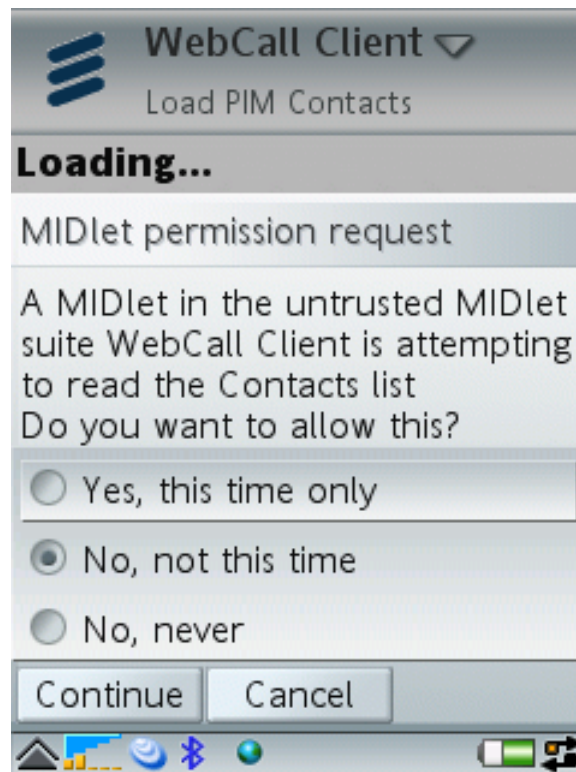 WebCall Client
Load PIM Contacts
Loading...
MIDlet permission request
A MIDlet in the untrusted MIDlet
suite WebCall Client is attempting
to read the Contacts list
Do you want to allow this?
Yes, this time only
No, not this time
No, never
Continue
Cancel